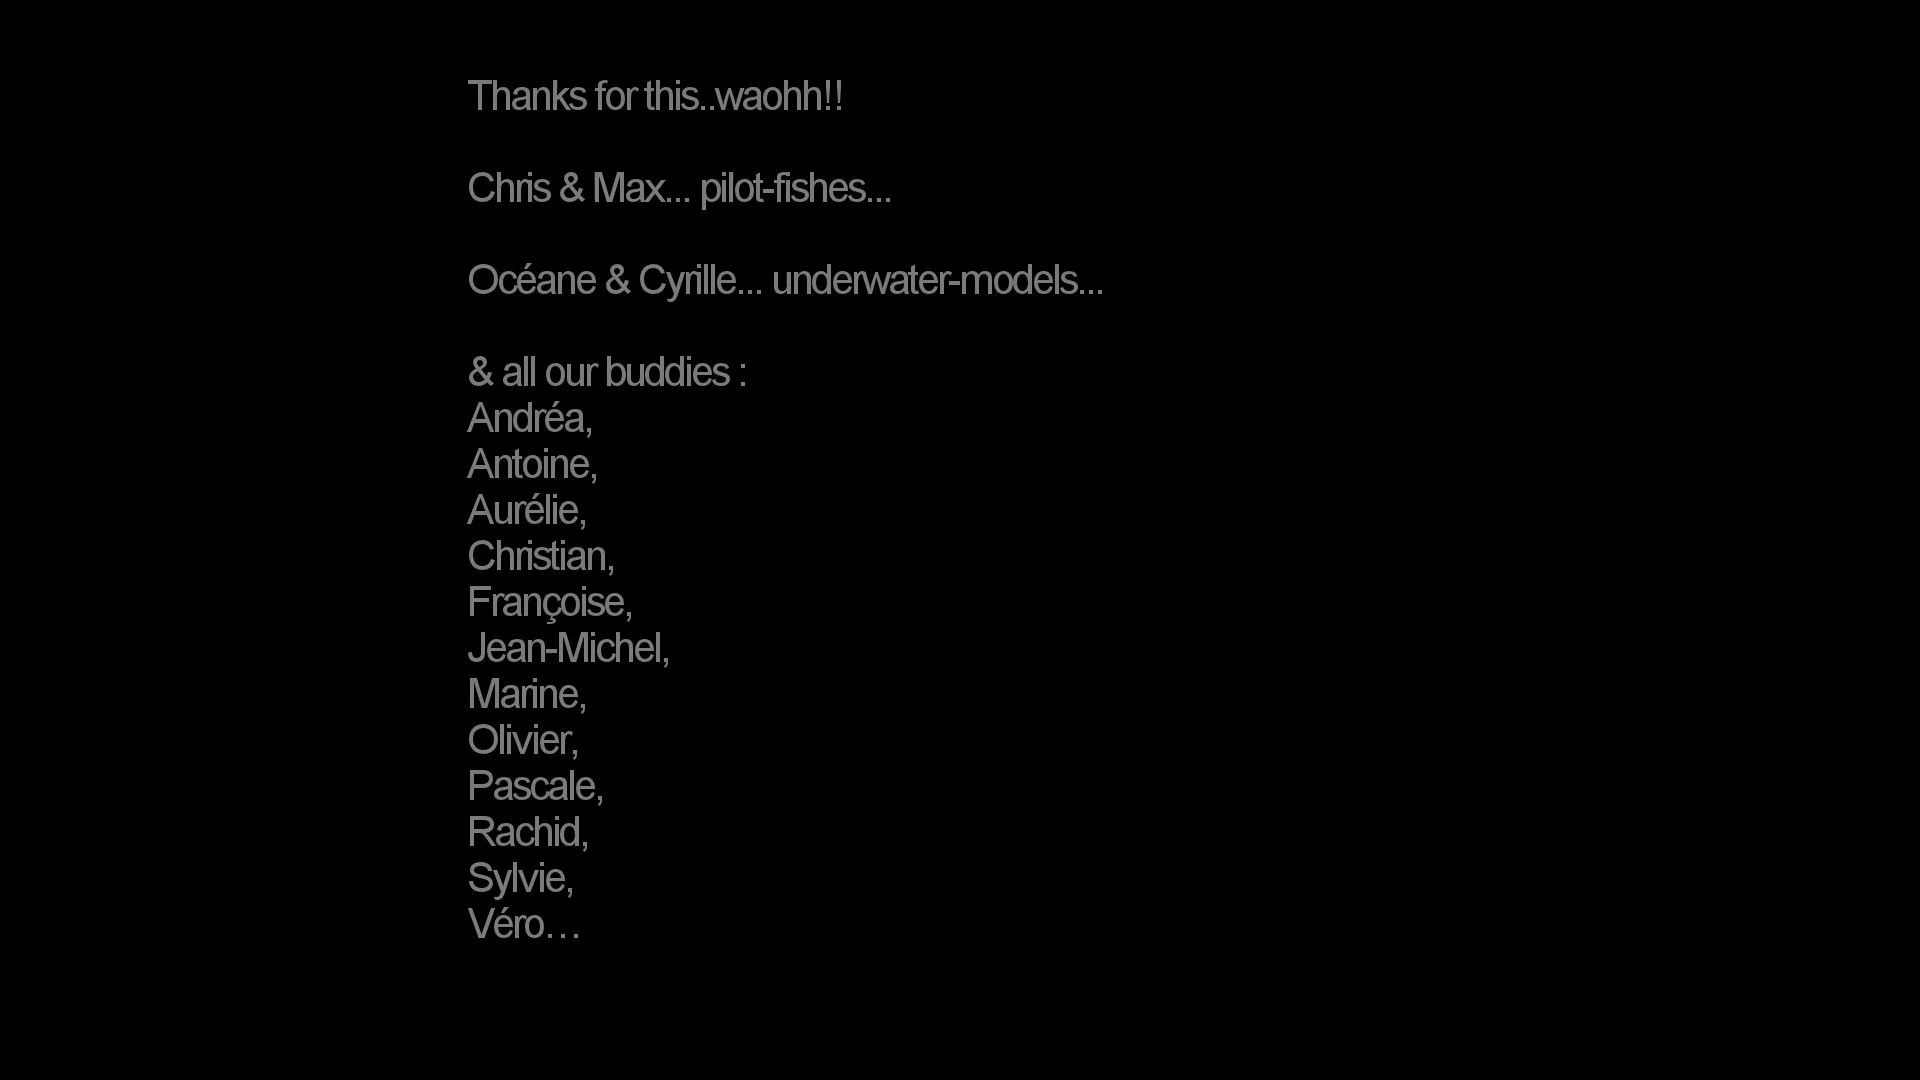 Thanks for this..waohh!!
Chris & Max... pilot-fishes...
Océane & Cyrille... underwater-models...
& all our buddies :
Andréa,
Antoine,
Aurélie,
Christian,
Françoise,
Jean-Michel,
Marine,
Olivier,
Pascale,
Rachid,
Sylvie,
Véro…